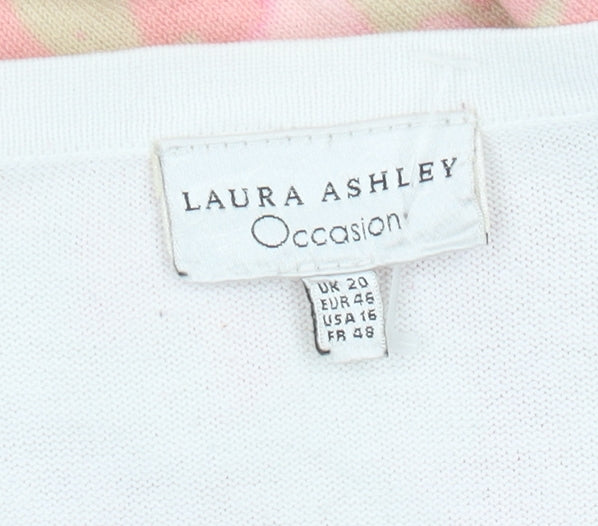 LAURA ASHLEY
Occasion
UK 20
EUR 46
USA 16
FR 48